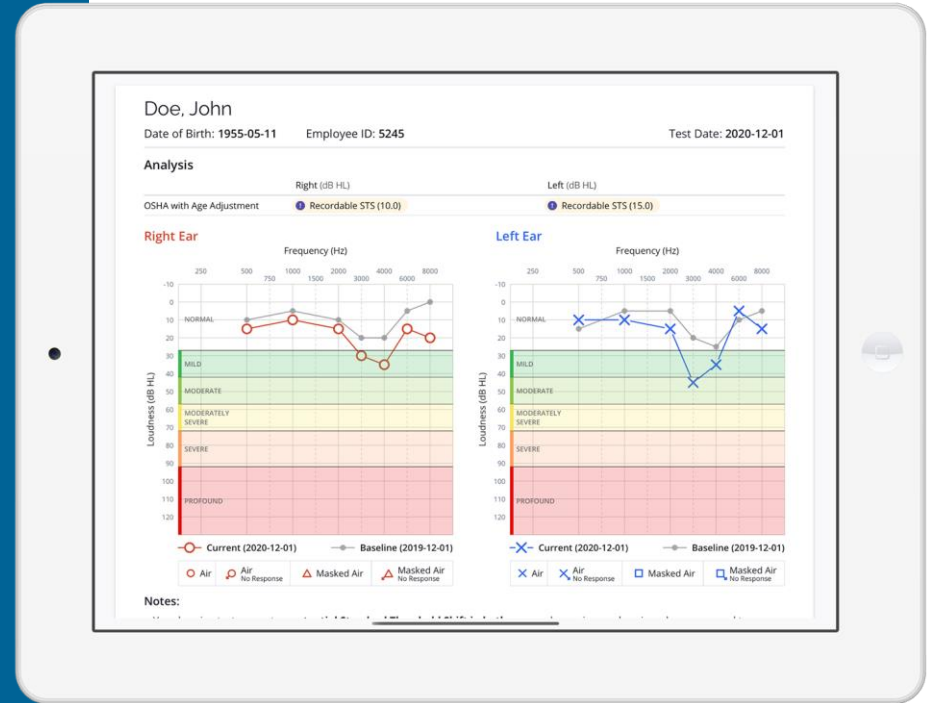 Doe, John
Date of Birth: 1955-05-11 Employee ID: 5245 Test Date: 2020-12-01
Analysis
Right (dB HL) Left (dB HL)
OSHA with Age Adjustment Recordable STS (10.0) Recordable STS (15.0)
Right Ear
Frequency (Hz)
250 500 1000 2000 4000 8000
750 1500 3000 6000
-10
0
10 NORMAL
20
30
MILD
40
50 MODERATE
60 MODERATELY
SEVERE
70
80 SEVERE
90
100
110 PROFOUND
120
Loudness (dB HL)
Current (2020-12-01) Baseline (2019-12-01)
Air Air No Response Masked Air Masked Air No Response
Left Ear
Frequency (Hz)
250 500 1000 2000 4000 8000
750 1500 3000 6000
-10
0
10 NORMAL
20
30
MILD
40
50 MODERATE
60 MODERATELY
SEVERE
70
80 SEVERE
90
100
110 PROFOUND
120
Loudness (dB HL)
Current (2020-12-01) Baseline (2019-12-01)
Air Air No Response Masked Air Masked Air No Response
Notes: